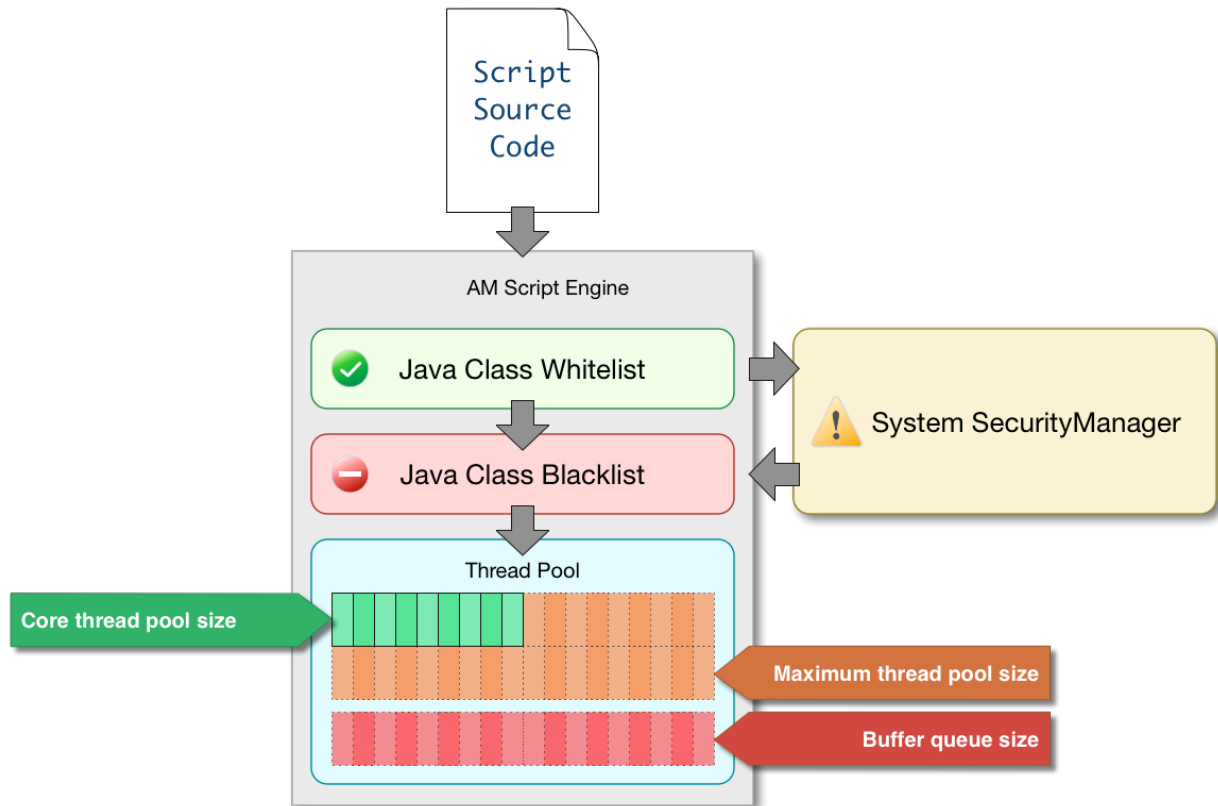 Script
Source
Code
AM Script Engine
Java Class Whitelist
System SecurityManager
Java Class Blacklist
Thread Pool
Core thread pool size
Maximum thread pool size
Buffer queue size